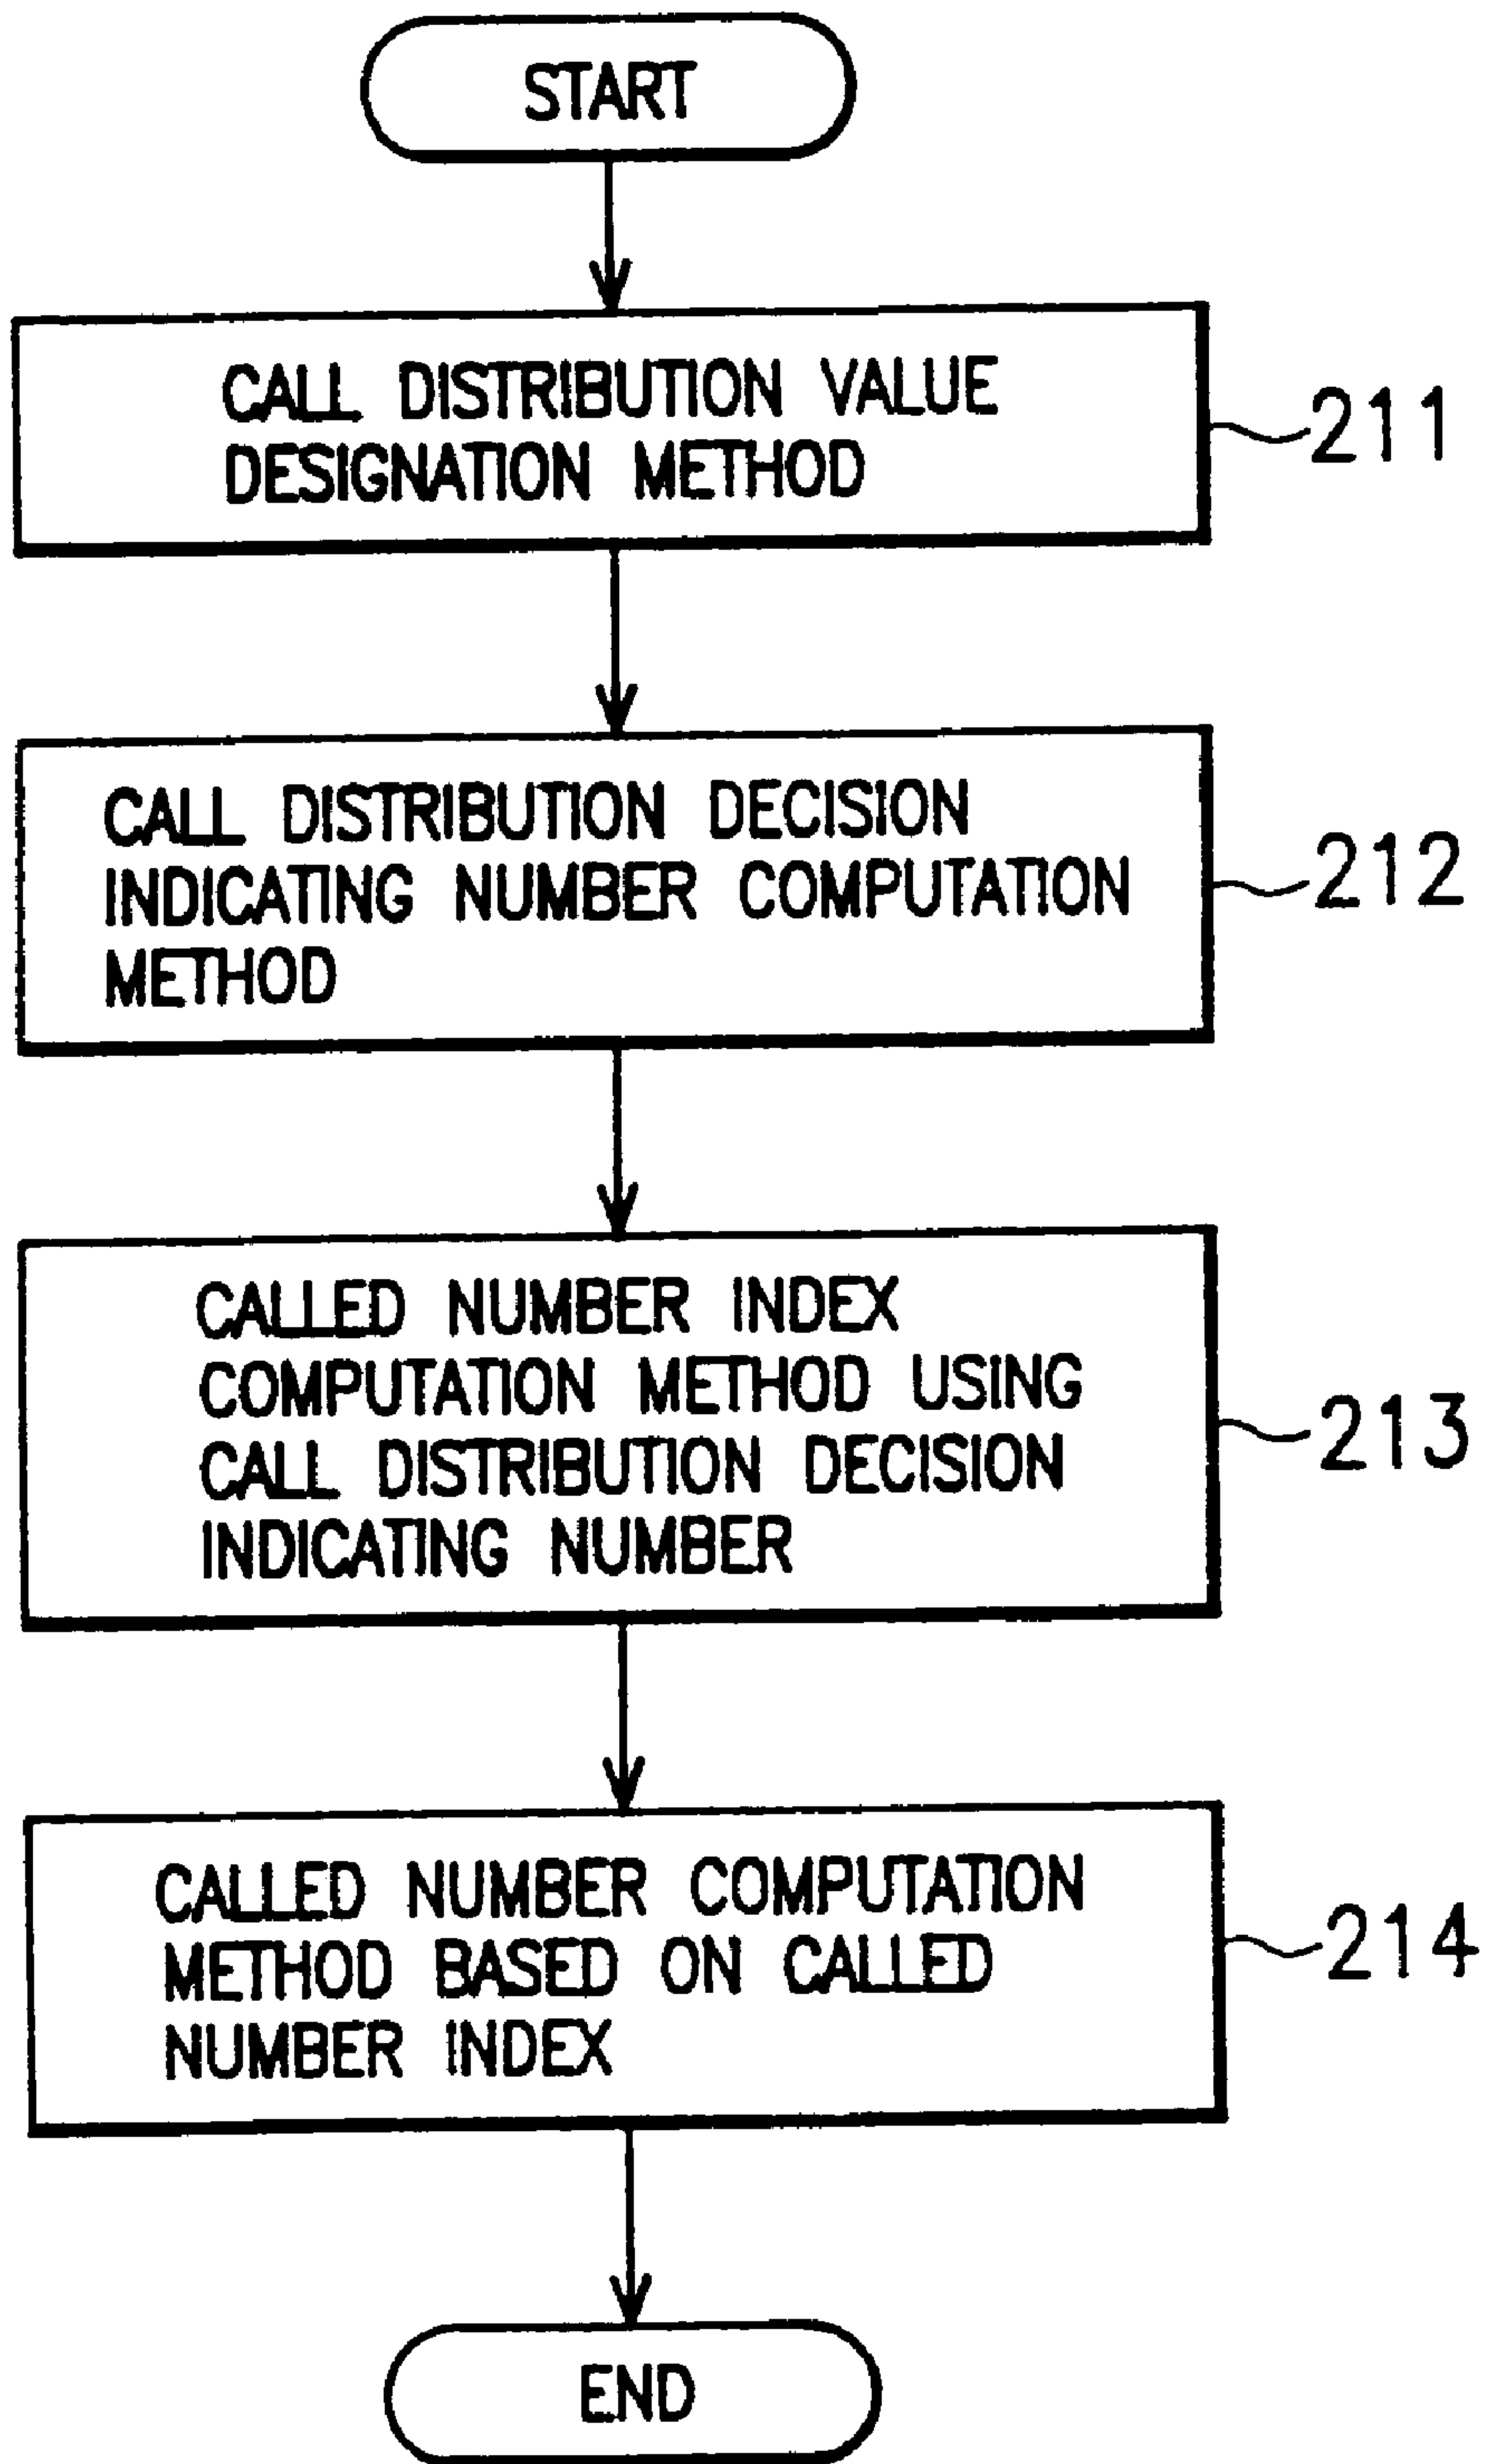 START
CALL DISTRIBUTION VALUE
DESIGNATION METHOD
211
CALL DISTRIBUTION DECISION
INDICATING NUMBER COMPUTATION
METHOD
212
CALLED NUMBER INDEX
COMPUTATION METHOD USING
CALL DISTRIBUTION DECISION
INDICATING NUMBER
213
CALLED NUMBER COMPUTATION
METHOD BASED ON CALLED
NUMBER INDEX
214
END